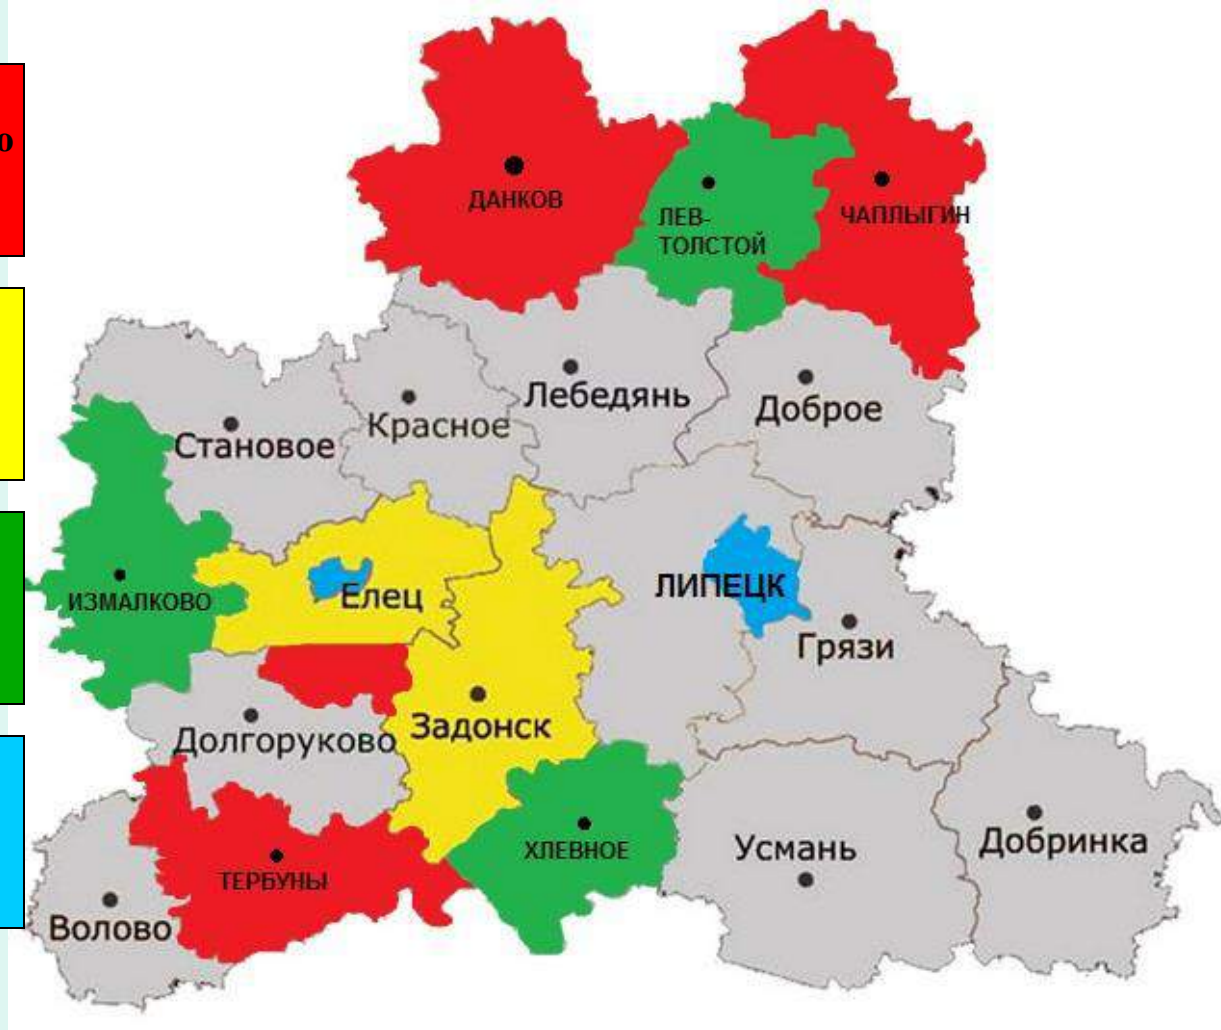 о
ДАНКОВ
ЛЕВ-
ТОЛСТОЙ
ЧАПЛЫГИН
Лебедянь
Доброе
Красное
Становое
ИЗМАЛКОВО
Елец
ЛИПЕЦК
Грязи
Задонск
Долгоруково
ХЛЕВНОЕ
Усмань
Добринка
ТЕРБУНЫ
Волово